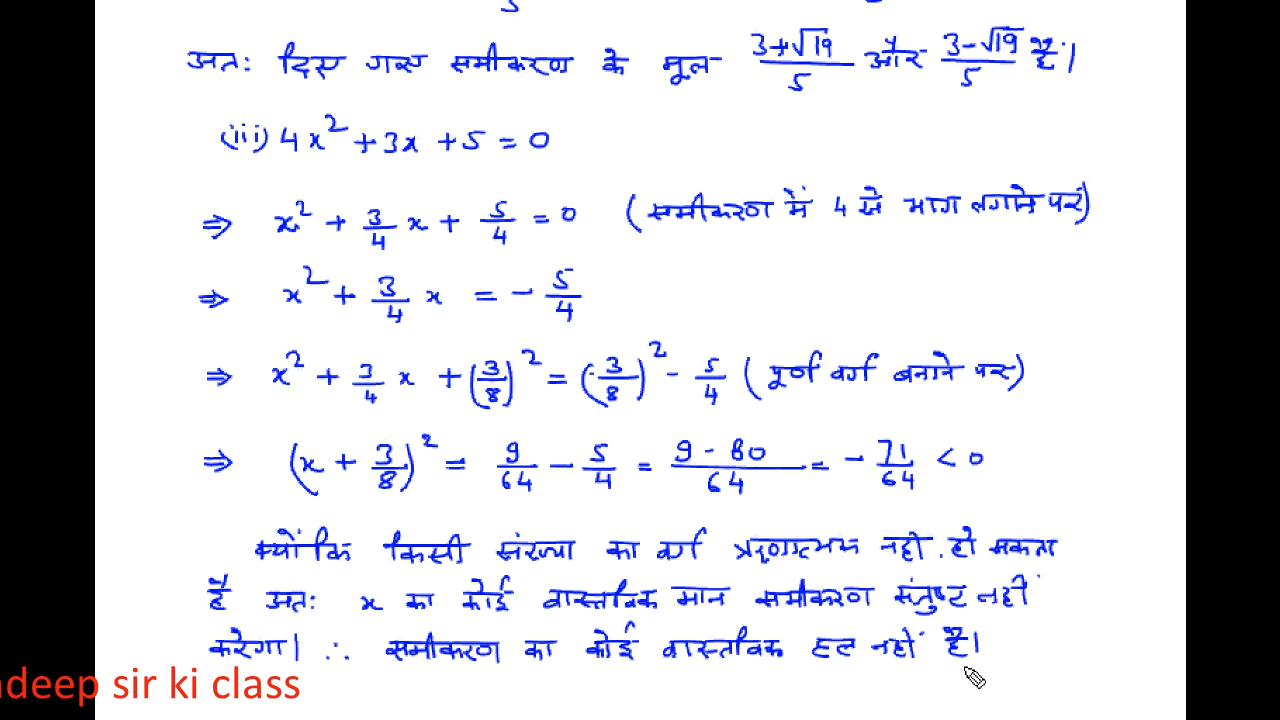 अतः दिए गए समीकरण के मूल (3+√19)/5 और (3-√19)/5 है।
(iii) 4x² + 3x + 5 = 0
⇒ x² + 3/4 x + 5/4 = 0 (समीकरण में 4 से भाग लगाने पर)
⇒ x² + 3/4 x = - 5/4
⇒ x² + 3/4 x + (3/8)² = (3/8)² - 5/4 (पूर्ण वर्ग बनाने पर)
⇒ (x + 3/8)² = 9/64 - 5/4 = (9 - 80)/64 = - 71/64 < 0
क्योंकि किसी संख्या का वर्ग ऋणात्मक नहीं हो सकता
है अतः x का कोई वास्तविक मान समीकरण संतुष्ट नहीं
करेगा। ∴ समीकरण का कोई वास्तविक हल नहीं है।
adeep sir ki class